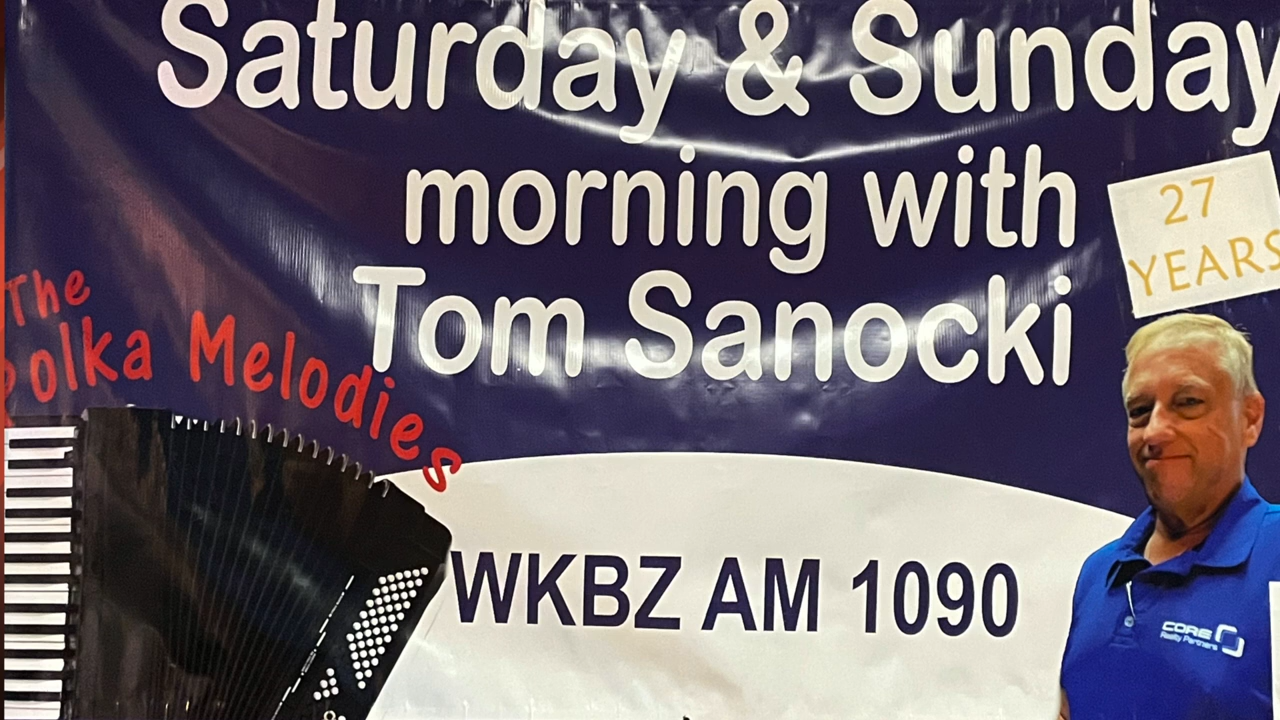 Saturday & Sunday
morning with
Tom Sanocki
27
YEARS
The
Polka Melodies
WKBZ AM 1090
CORE
Realty Partners